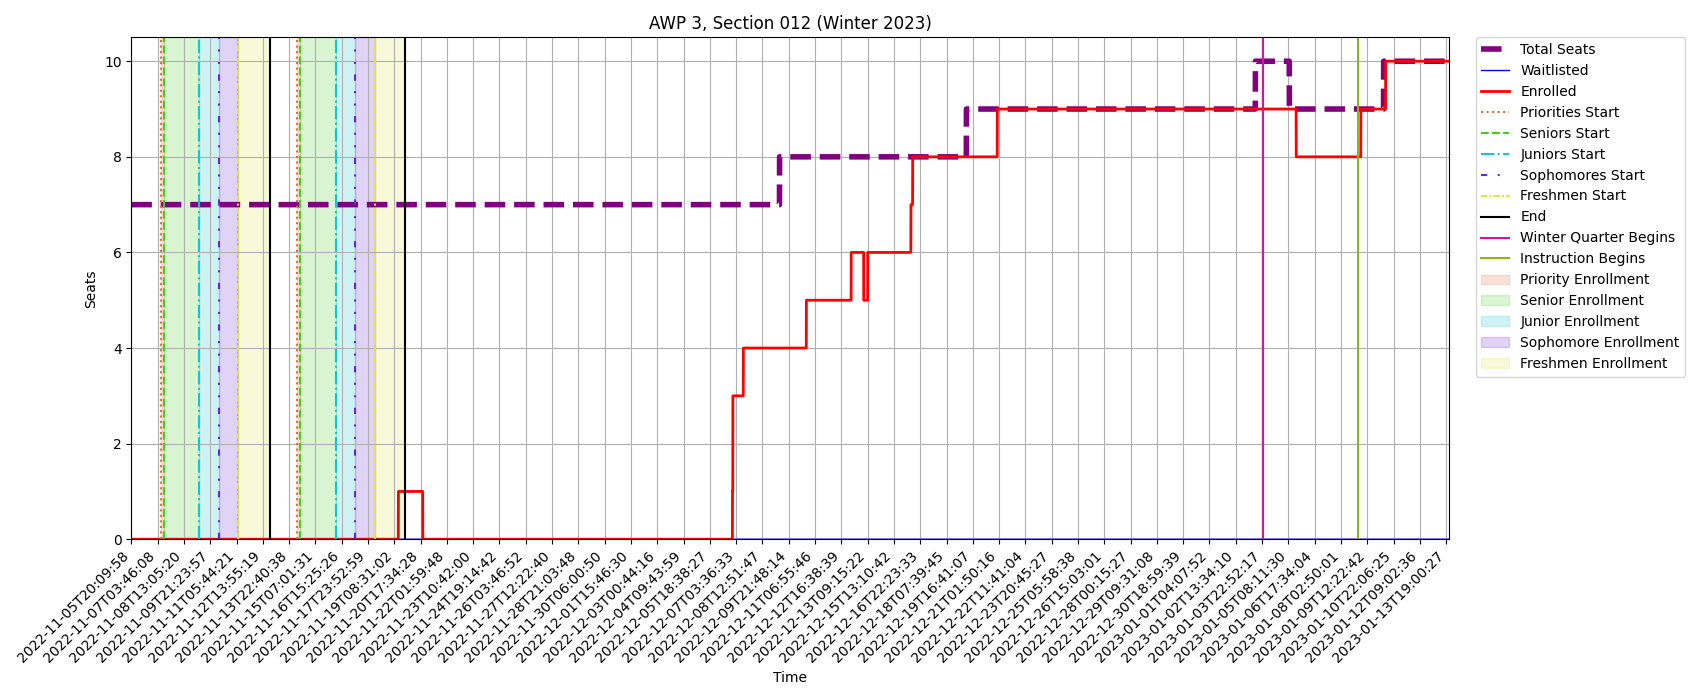 AWP 3, Section 012 (Winter 2023)
10
8
6
4
2
0
Seats
2022-11-05T20:09:58
2022-11-07T03:46:08
2022-11-08T13:05:20
2022-11-09T21:23:57
2022-11-11T05:44:21
2022-11-12T13:55:19
2022-11-13T22:40:38
2022-11-15T07:01:31
2022-11-16T15:25:26
2022-11-17T23:52:59
2022-11-19T08:31:02
2022-11-20T17:34:28
2022-11-22T01:59:48
2022-11-23T10:42:00
2022-11-24T19:14:42
2022-11-26T03:46:52
2022-11-27T12:22:40
2022-11-28T21:03:48
2022-11-30T06:00:50
2022-12-01T15:46:30
2022-12-03T00:44:16
2022-12-04T09:43:59
2022-12-05T18:38:27
2022-12-07T03:36:33
2022-12-08T12:51:47
2022-12-09T21:48:14
2022-12-11T06:55:46
2022-12-12T16:38:39
2022-12-13T09:15:22
2022-12-15T13:10:42
2022-12-16T22:23:33
2022-12-18T07:39:45
2022-12-19T16:41:07
2022-12-21T01:50:16
2022-12-22T11:41:04
2022-12-23T20:45:27
2022-12-25T05:58:38
2022-12-26T15:03:01
2022-12-28T00:15:27
2022-12-29T09:31:08
2022-12-30T18:59:39
2023-01-01T04:07:52
2023-01-02T13:34:10
2023-01-03T22:52:17
2023-01-05T08:11:30
2023-01-06T17:34:04
2023-01-08T02:50:01
2023-01-09T12:22:42
2023-01-10T22:06:25
2023-01-12T09:02:36
2023-01-13T19:00:27
Time
Total Seats
Waitlisted
Enrolled
Priorities Start
Seniors Start
Juniors Start
Sophomores Start
Freshmen Start
End
Winter Quarter Begins
Instruction Begins
Priority Enrollment
Senior Enrollment
Junior Enrollment
Sophomore Enrollment
Freshmen Enrollment